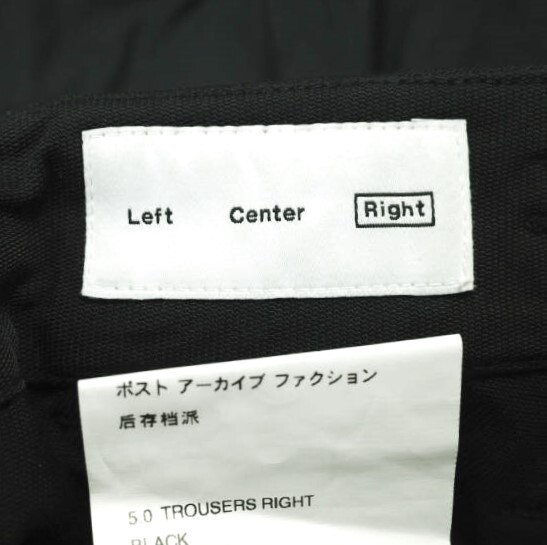 Left Center Right
ポスト アーカイブ ファクション
后存档派
5.0 TROUSERS RIGHT
BLACK